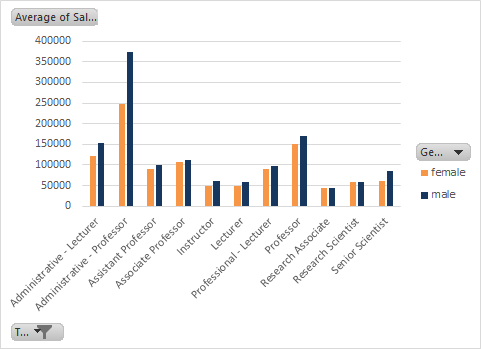 Average of Sal...
400000
350000
300000
250000
200000
150000
100000
50000
0
Administrative - Lecturer
Administrative - Professor
Assistant Professor
Associate Professor
Instructor
Lecturer
Professional - Lecturer
Professor
Research Associate
Research Scientist
Senior Scientist
Ge...
female
male
T...